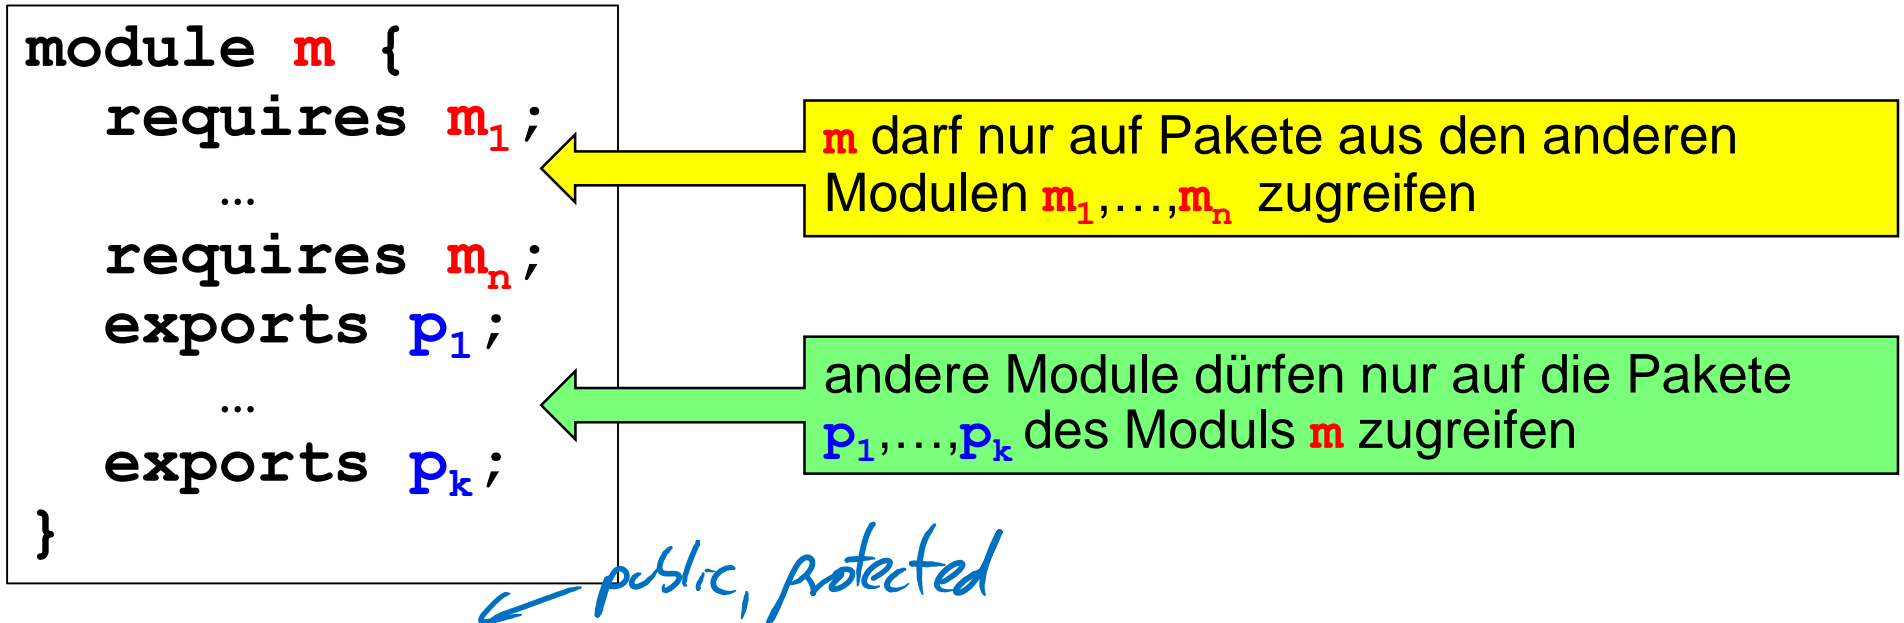 module m {
requires m₁;
…
requires mₙ;
exports p₁;
…
exports pₖ;
}
m darf nur auf Pakete aus den anderen
Modulen m₁,…,mₙ zugreifen
andere Module dürfen nur auf die Pakete
p₁,…,pₖ des Moduls m zugreifen
public, protected